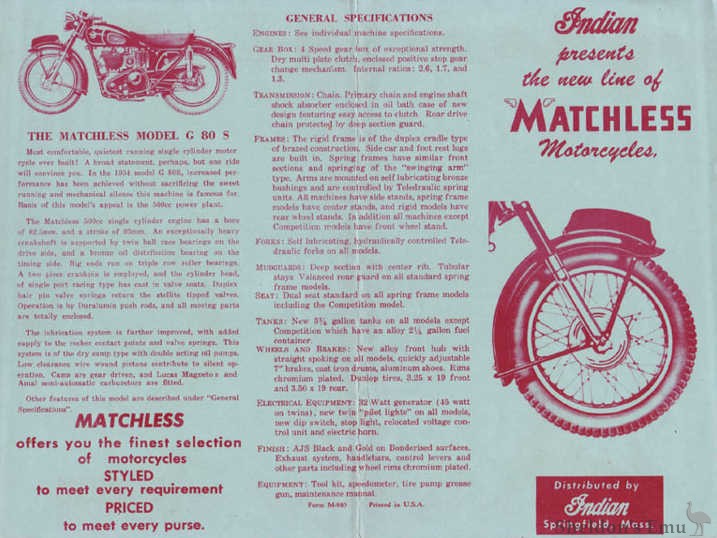 THE MATCHLESS MODEL G 80 S
Most comfortable, quietest running single cylinder motor
cycle ever built! A broad statement, perhaps, but one ride
will convince you. In the 1954 model G 80S, increased per-
formance has been achieved without sacrificing the sweet
running and mechanical silence this machine is famous for.
Basis of this model's appeal is the 500cc power plant.
The Matchless 500cc single cylinder engine has a bore
of 82.5mm. and a stroke of 93mm. An exceptionally heavy
crankshaft is supported by twin ball race bearings on the
drive side, and a bronze oil distribution bearing on the
timing side. Big ends run on triple row roller bearings.
A two piece crankpin is employed, and the cylinder head,
of single port racing type has cast in valve seats. Duplex
hair pin valve springs return the stellite tipped valves.
Operation is by Duralumin push rods, and all moving parts
are totally enclosed.
The lubrication system is further improved, with added
supply to the rocker contact points and valve springs. This
system is of the dry sump type with double acting oil pumps.
Low clearance wire wound pistons contribute to silent op-
eration. Cams are gear driven, and Lucas Magnetos and
Amal semi-automatic carburetors are fitted.
Other features of this model are described under "General
Specifications".
MATCHLESS
offers you the finest selection
of motorcycles
STYLED
to meet every requirement
PRICED
to meet every purse.
GENERAL SPECIFICATIONS
ENGINES: See individual machine specifications.
GEAR BOX: 4 Speed gear box of exceptional strength.
Dry multi plate clutch, enclosed positive stop gear
change mechanism. Internal ratios: 2.6, 1.7, and
1.3.
TRANSMISSION: Chain. Primary chain and engine shaft
shock absorber enclosed in oil bath case of new
design featuring easy access to clutch. Rear drive
chain protected by deep section guard.
FRAMES: The rigid frame is of the duplex cradle type
of brazed construction. Side car and foot rest lugs
are built in. Spring frames have similar front
sections and springing of the "swinging arm"
type. Arms are mounted on self lubricating bronze
bushings and are controlled by Teledraulic spring
units. All machines have side stands, spring frame
models have center stands, and rigid models have
rear wheel stands. In addition all machines except
Competition models have front wheel stand.
FORKS: Self lubricating, hydraulically controlled Tele-
draulic forks on all models.
MUDGUARDS: Deep section with center rib. Tubular
stays Valanced rear guard on all standard spring
frame models.
SEAT: Dual seat standard on all spring frame models
including the Competition model.
TANKS: New 3¾ gallon tanks on all models except
Competition which have an alloy 2¼ gallon fuel
container.
WHEELS AND BRAKES: New alloy front hub with
straight spoking on all models, quickly adjustable
7" brakes, cast iron drums, aluminum shoes. Rims
chromium plated. Dunlop tires, 3.25 x 19 front
and 3.50 x 19 rear.
ELECTRICAL EQUIPMENT: 32 Watt generator (45 watt
on twins), new twin "pilot lights" on all models,
new dip switch, stop light, relocated voltage con-
trol unit and electric horn.
FINISH: AJS Black and Gold on Bonderised surfaces.
Exhaust system, handlebars, control levers and
other parts including wheel rims chromium plated.
EQUIPMENT: Tool kit, speedometer, tire pump grease
gun, maintenance manual
Printed in U.S.A.
Indian
presents
the new line of
MATCHLESS
Motorcycles.
Distributed by
Indian
Springfield, Mass.